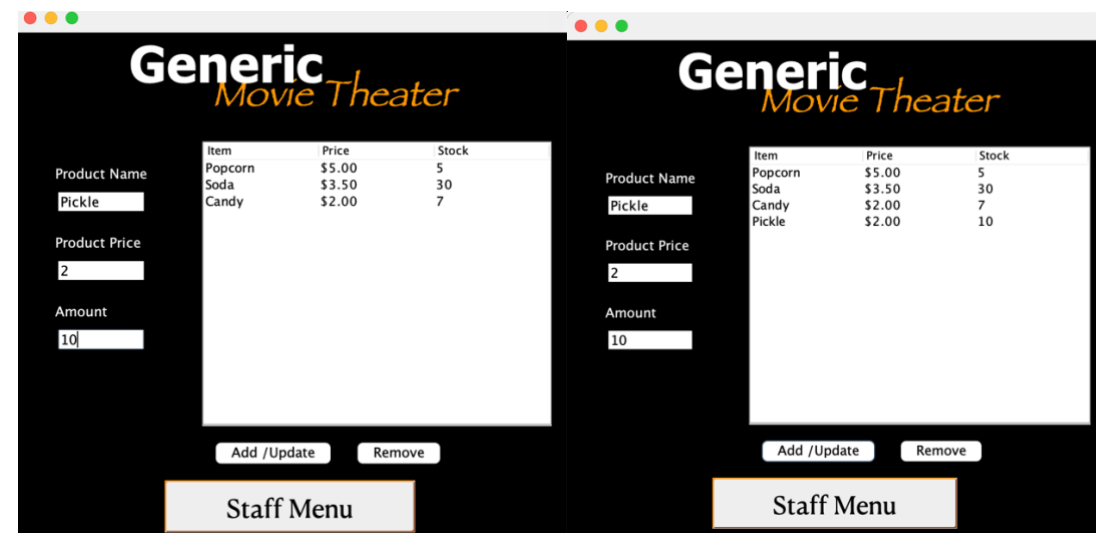 Generic
Movie Theater
Item Price Stock
Popcorn $5.00 5
Soda $3.50 30
Candy $2.00 7
Product Name
Pickle
Product Price
2
Amount
10
Add /Update Remove
Staff Menu
Generic
Movie Theater
Item Price Stock
Popcorn $5.00 5
Soda $3.50 30
Candy $2.00 7
Pickle $2.00 10
Product Name
Pickle
Product Price
2
Amount
10
Add /Update Remove
Staff Menu